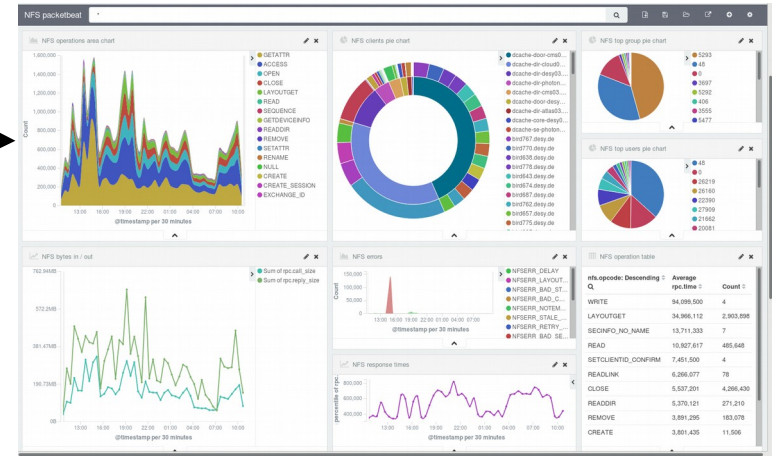 NFS packetbeat
*
NFS operations area chart
1,600,000
1,400,000
1,200,000
1,000,000
800,000
600,000
400,000
200,000
0
Count
13:00 16:00 19:00 22:00 01:00 04:00 07:00 10:00
@timestamp per 30 minutes
GETATTR
ACCESS
OPEN
CLOSE
LAYOUTGET
READ
SEQUENCE
GETDEVICEINFO
READDIR
REMOVE
SETATTR
RENAME
NULL
CREATE
CREATE_SESSION
EXCHANGE_ID
NFS clients pie chart
dcache-door-cms0...
dcache-dir-cloud0...
dcache-dir-desy03....
dcache-dir-photon...
dcache-dir-cms03....
dcache-door-desy...
dcache-dir-atlas03...
dcache-core-desy0...
dcache-se-photon...
bird767.desy.de
bird770.desy.de
bird638.desy.de
bird778.desy.de
bird643.desy.de
bird674.desy.de
bird687.desy.de
bird762.desy.de
bird657.desy.de
bird775.desy.de
NFS top group pie chart
5293
48
0
3697
5292
406
3555
5477
NFS top users pie chart
48
0
26219
26160
22390
27909
21662
20081
NFS bytes in / out
762.94MB
572.2MB
381.47MB
190.73MB
0B
13:00 16:00 19:00 22:00 01:00 04:00 07:00 10:00
@timestamp per 30 minutes
Sum of rpc.call_size
Sum of rpc.reply_size
NFS errors
150,000
100,000
50,000
0
Count
13:00 16:00 19:00 22:00 01:00 04:00 07:00
@timestamp per 30 minutes
NFSERR_DELAY
NFSERR_LAYOUT...
NFSERR_BAD_ST...
NFSERR_BAD_C...
NFSERR_NOTEM...
NFSERR_STALE_...
NFSERR_RETRY_...
NFSERR_BAD_SE...
NFS response times
800,000
600,000
400,000
percentile of rpc.
13:00 16:00 19:00 22:00 01:00 04:00 07:00 10:00
@timestamp per 30 minutes
NFS operation table
nfs.opcode: Descending Average rpc.time Count
WRITE 94,099,500 4
LAYOUTGET 34,966,112 2,903,898
SECINFO_NO_NAME 13,711,333 7
READ 10,927,617 485,648
SETCLIENTID_CONFIRM 7,451,500 4
READLINK 6,266,077 78
CLOSE 5,537,201 4,266,430
READDIR 5,370,121 271,210
REMOVE 3,891,295 183,078
CREATE 3,801,435 11,506